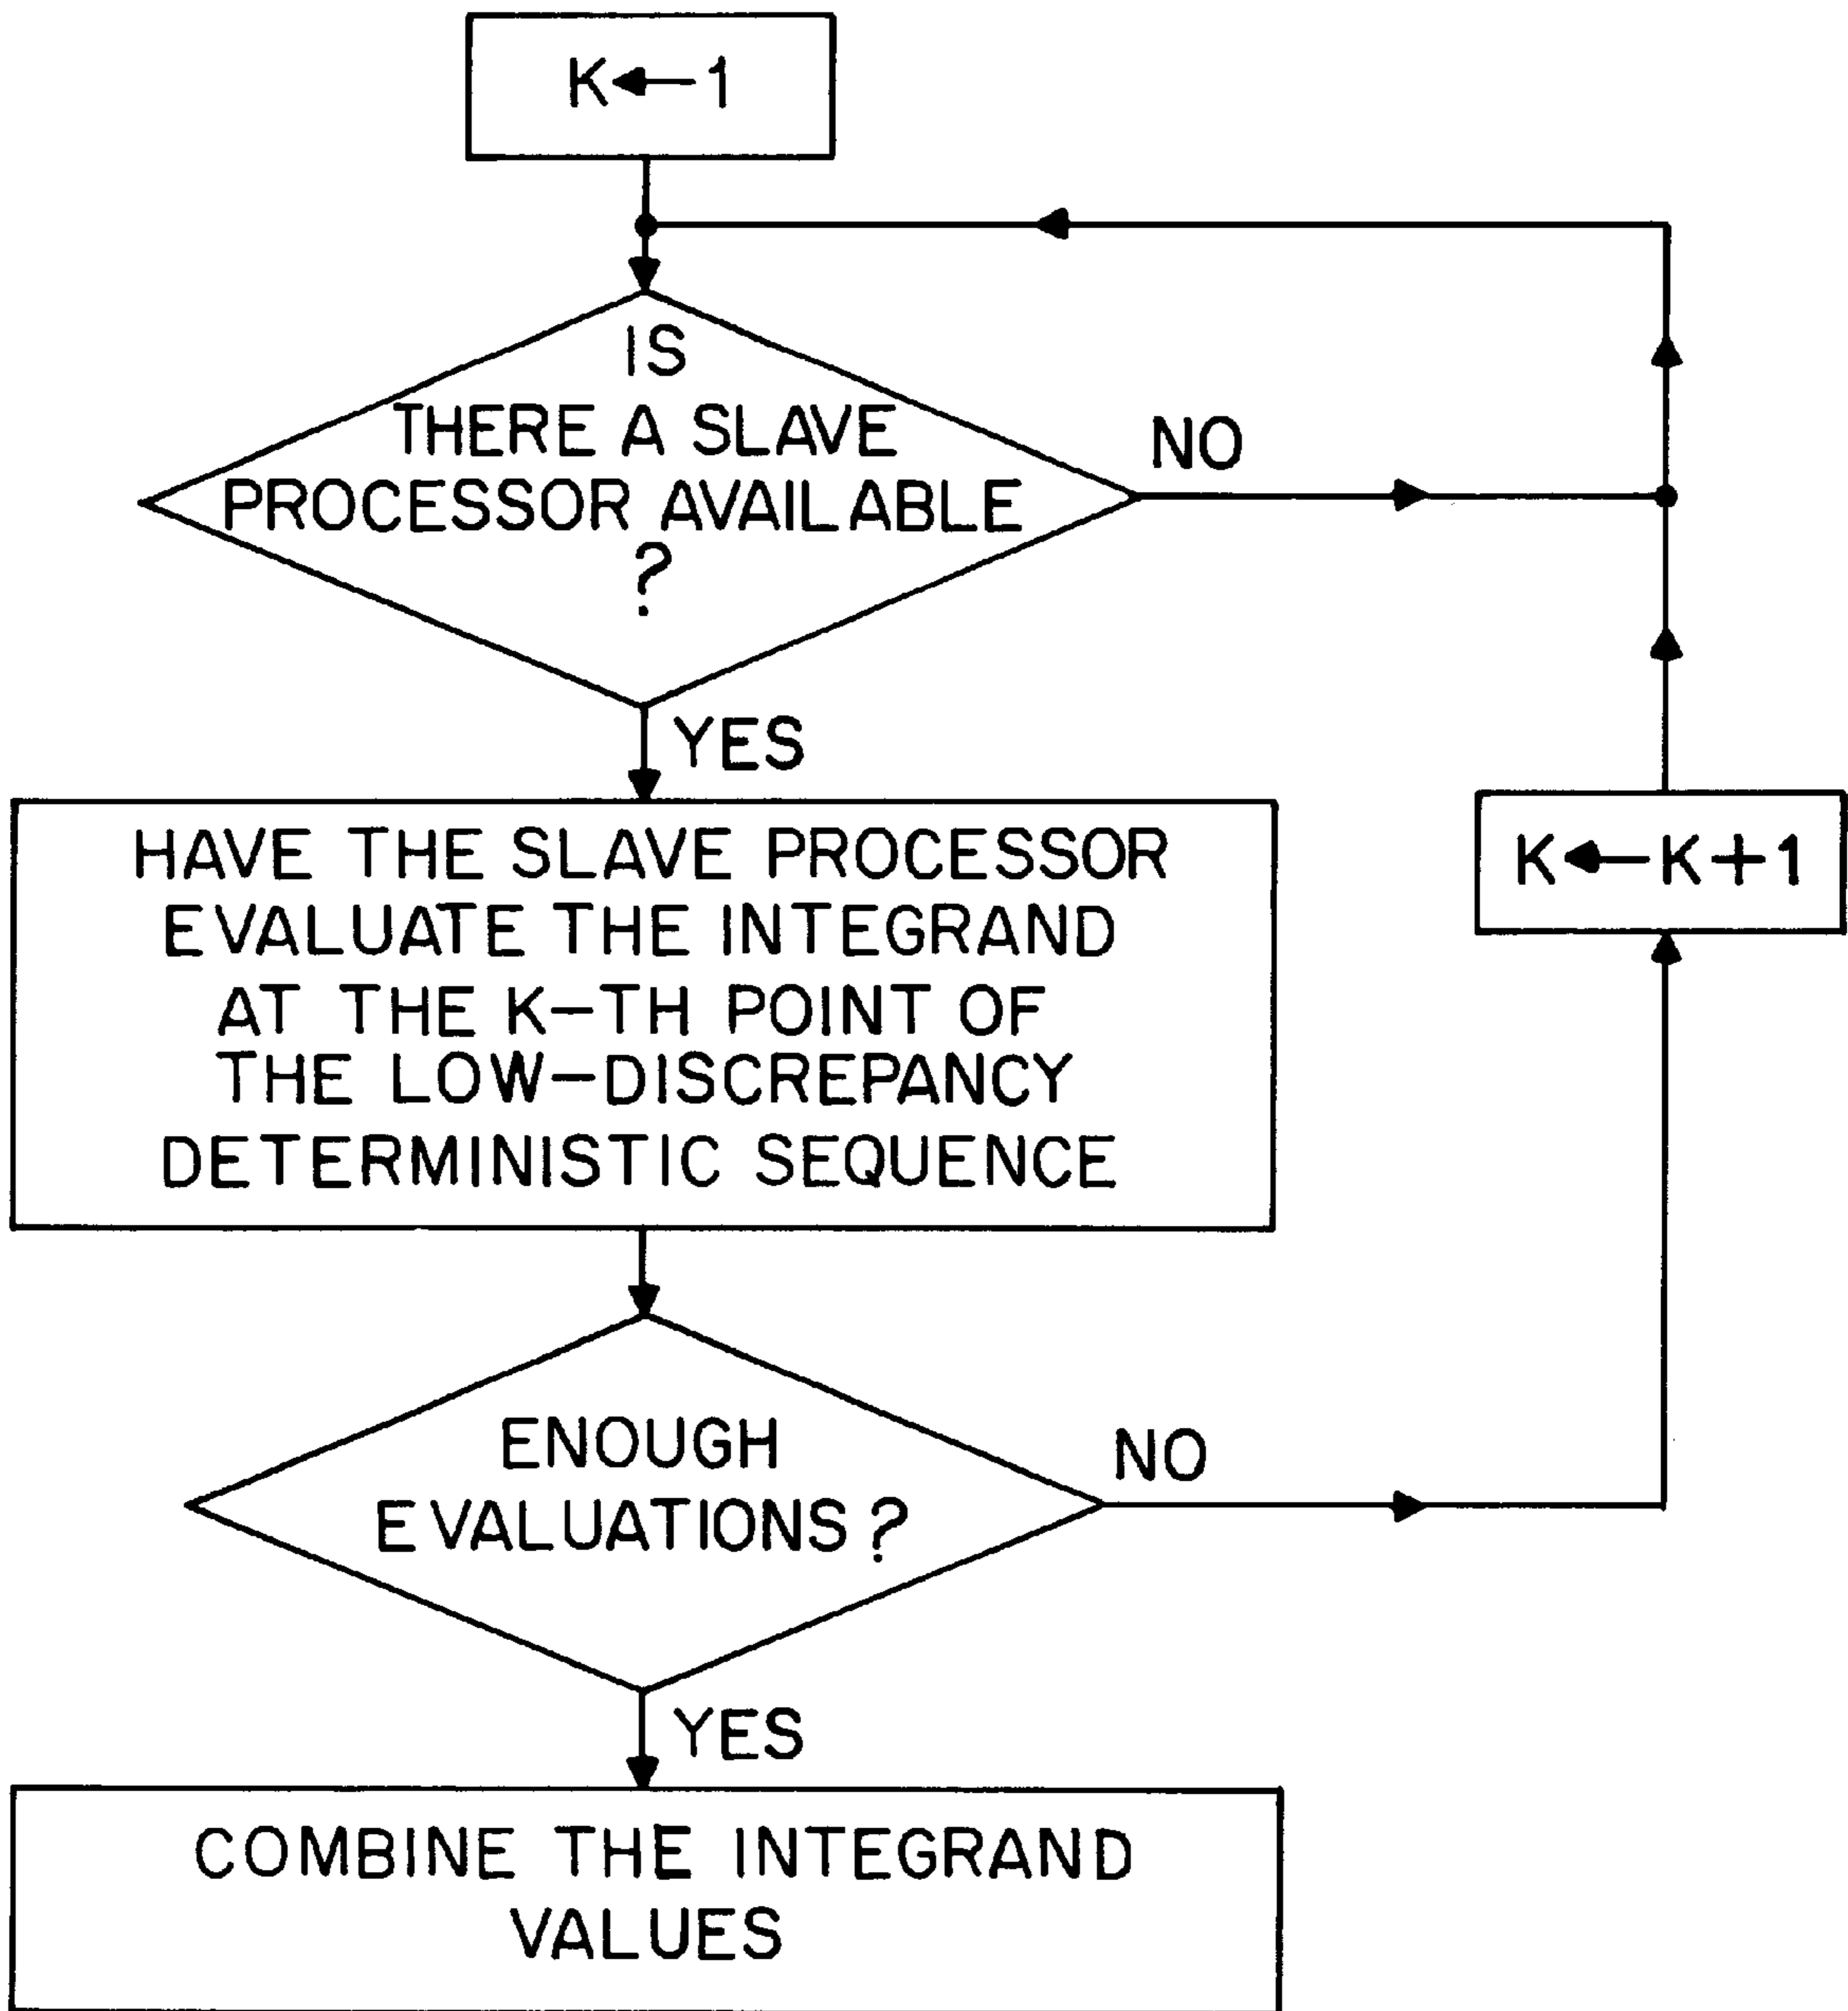 K←1
IS
THERE A SLAVE
PROCESSOR AVAILABLE
?
NO
YES
HAVE THE SLAVE PROCESSOR
EVALUATE THE INTEGRAND
AT THE K-TH POINT OF
THE LOW-DISCREPANCY
DETERMINISTIC SEQUENCE
K←K+1
ENOUGH
EVALUATIONS?
NO
YES
COMBINE THE INTEGRAND
VALUES